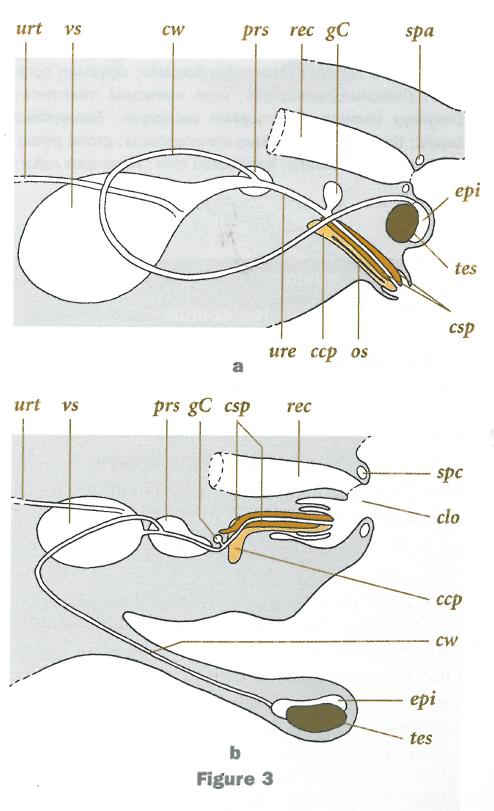 urt vs cw prs rec gC spa
epi
tes
csp
ure ccp os
a
urt vs prs gC csp rec
spc
clo
ccp
cw
epi
tes
b
Figure 3